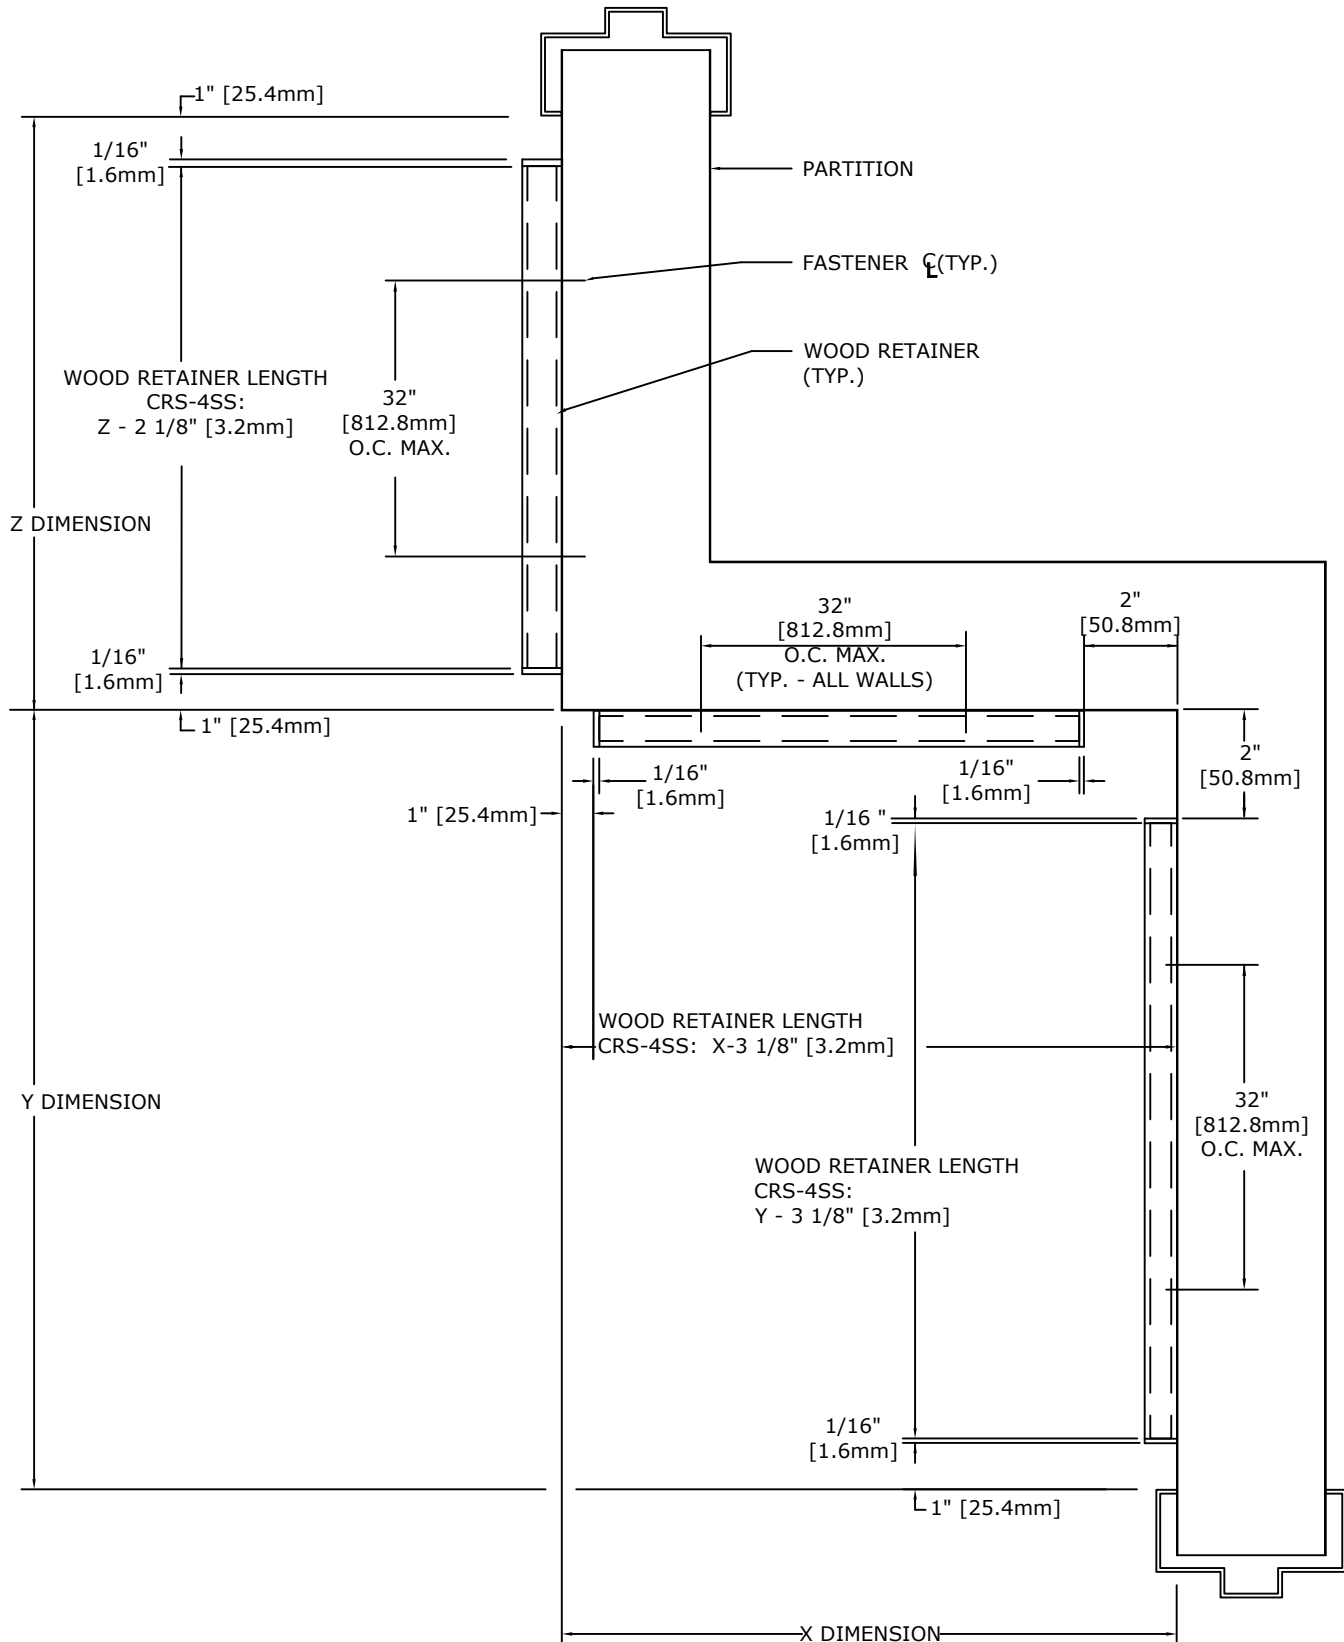 1" [25.4mm]
1/16"
[1.6mm]
PARTITION
FASTENER ℄(TYP.)
WOOD RETAINER
(TYP.)
WOOD RETAINER LENGTH
CRS-4SS:
Z - 2 1/8" [3.2mm]
32"
[812.8mm]
O.C. MAX.
Z DIMENSION
1/16"
[1.6mm]
1" [25.4mm]
32"
[812.8mm]
O.C. MAX.
(TYP. - ALL WALLS)
2"
[50.8mm]
2"
[50.8mm]
1/16"
[1.6mm]
1/16"
[1.6mm]
1" [25.4mm]
1/16 "
[1.6mm]
WOOD RETAINER LENGTH
CRS-4SS:  X-3 1/8" [3.2mm]
Y DIMENSION
32"
[812.8mm]
O.C. MAX.
WOOD RETAINER LENGTH
CRS-4SS:
Y - 3 1/8" [3.2mm]
1/16"
[1.6mm]
1" [25.4mm]
X DIMENSION